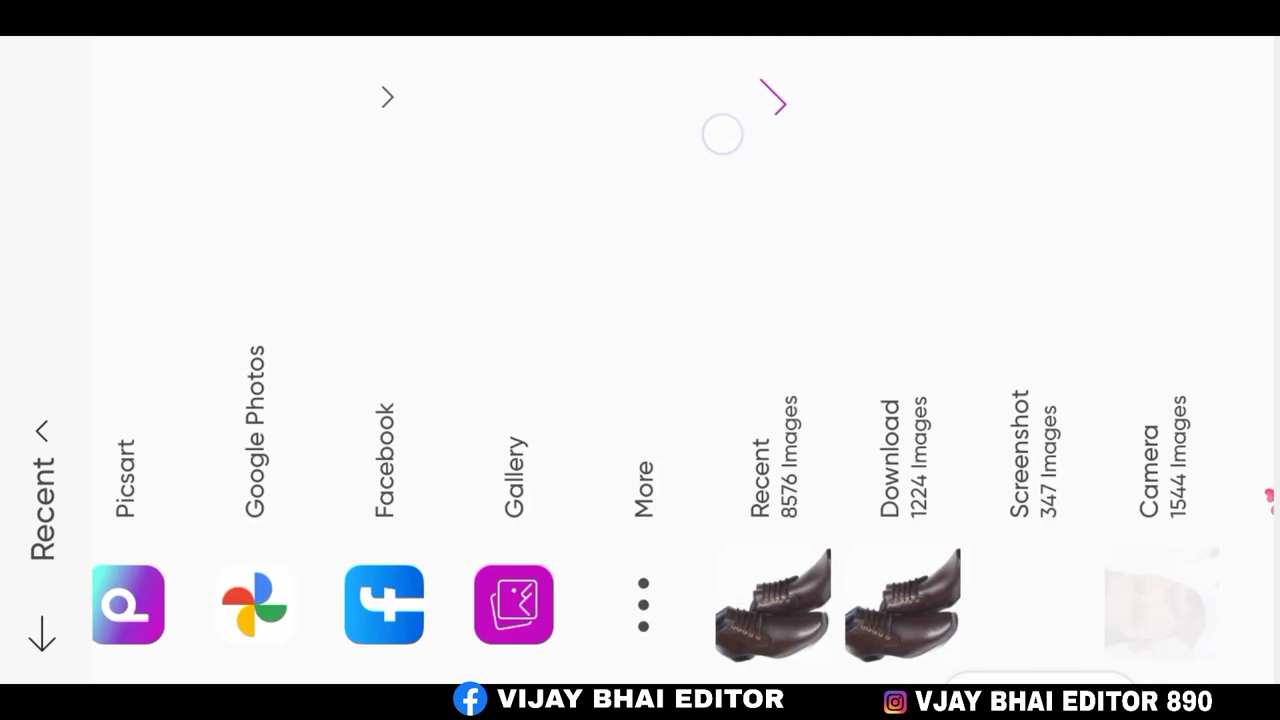 Recent
Picsart
Google Photos
Facebook
Gallery
More
Recent
8576 Images
Download
1224 Images
Screenshot
347 Images
Camera
1544 Images
VIJAY BHAI EDITOR
VJAY BHAI EDITOR 890